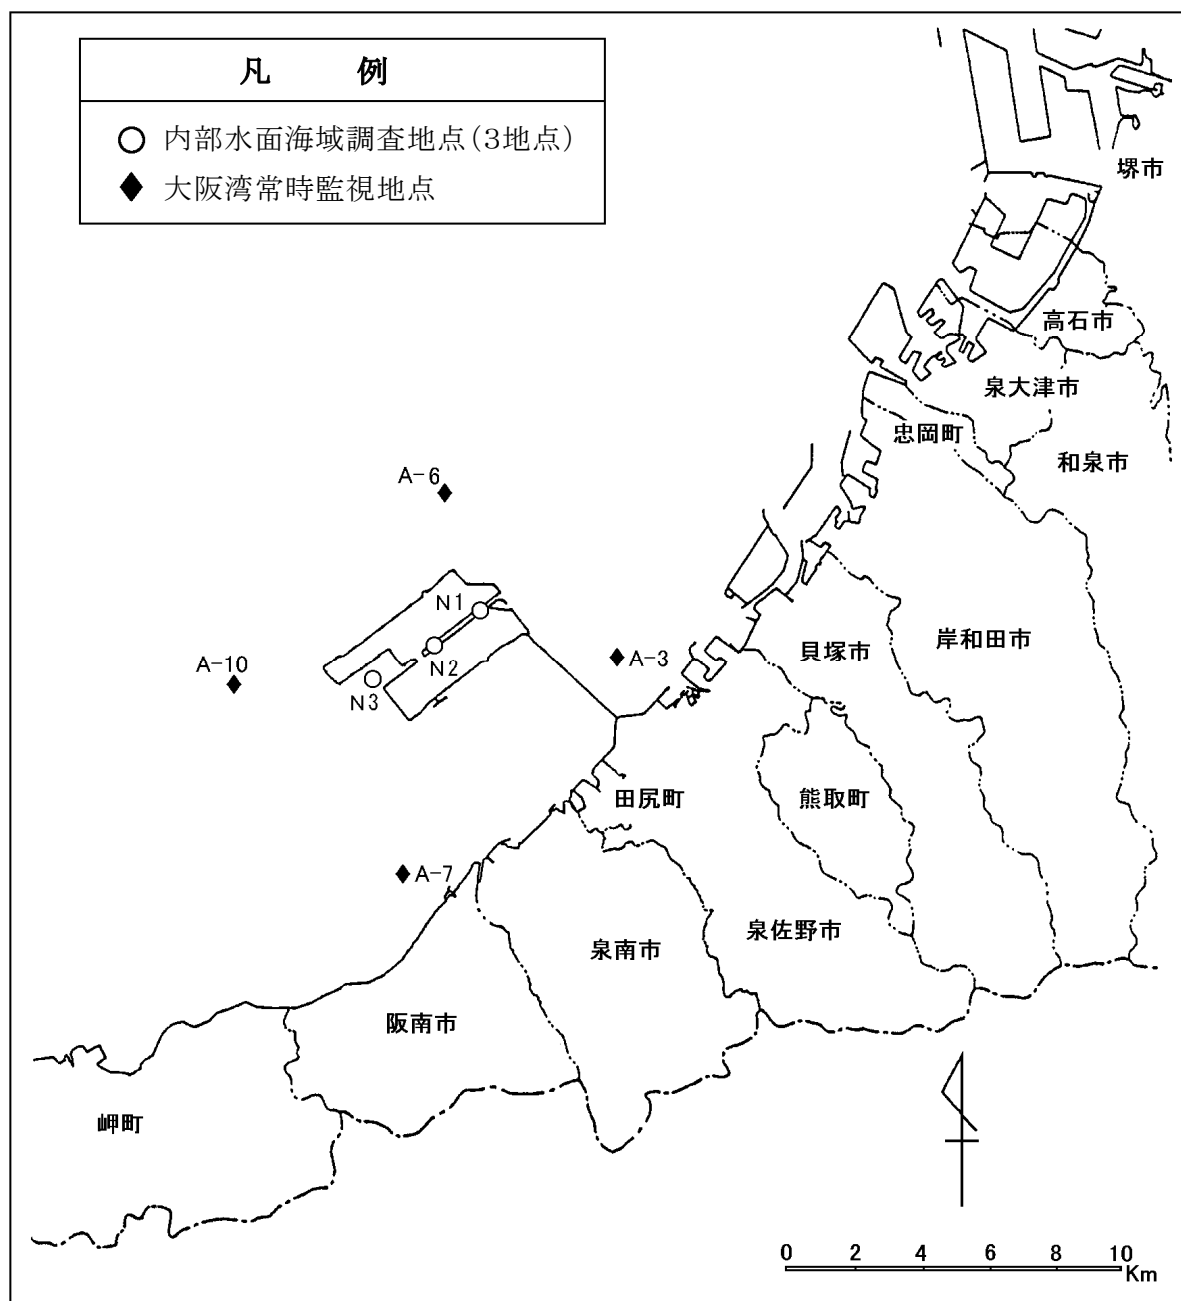 凡 例
内部水面海域調査地点(3地点)
大阪湾常時監視地点
堺市
高石市
泉大津市
忠岡町
和泉市
A-6
N1
岸和田市
貝塚市
A-3
A-10
N2
N3
田尻町
熊取町
A-7
泉佐野市
泉南市
阪南市
岬町
0 2 4 6 8 10
Km